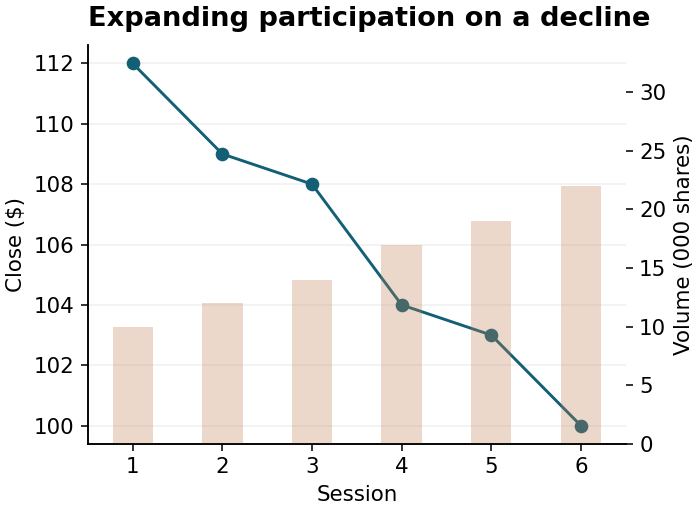 Expanding participation on a decline
Close ($)
112
110
108
106
104
102
100
30
25
20
15
10
5
0
Volume (000 shares)
1 2 3 4 5 6
Session